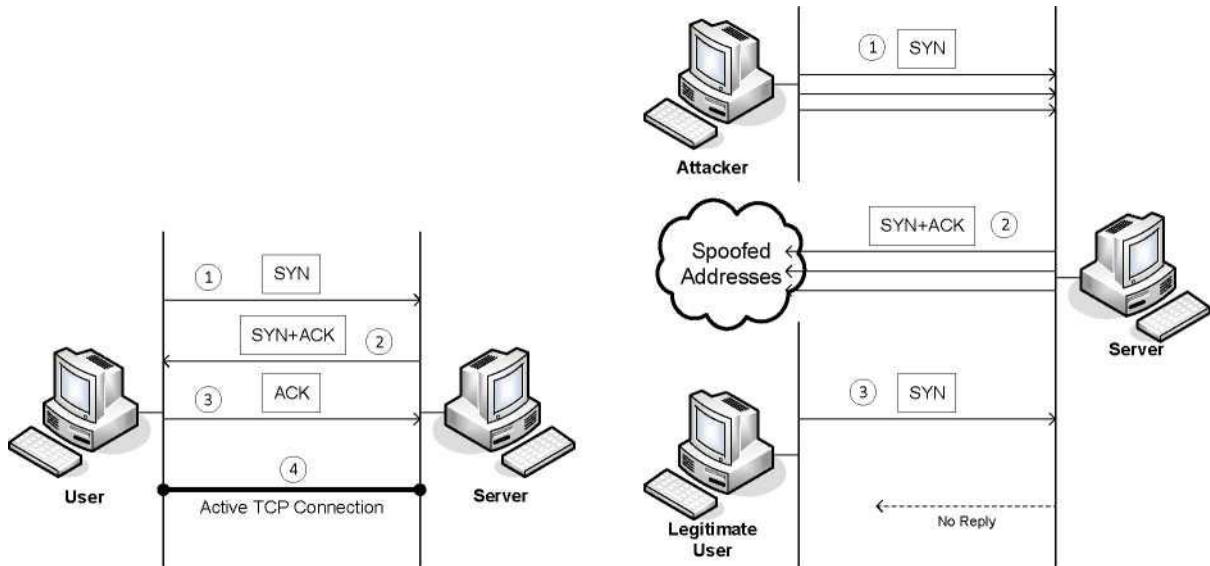 1 SYN
SYN+ACK 2
3 ACK
4
Active TCP Connection
User
Server
1 SYN
Attacker
SYN+ACK 2
Spoofed
Addresses
Server
3 SYN
Legitimate
User
No Reply